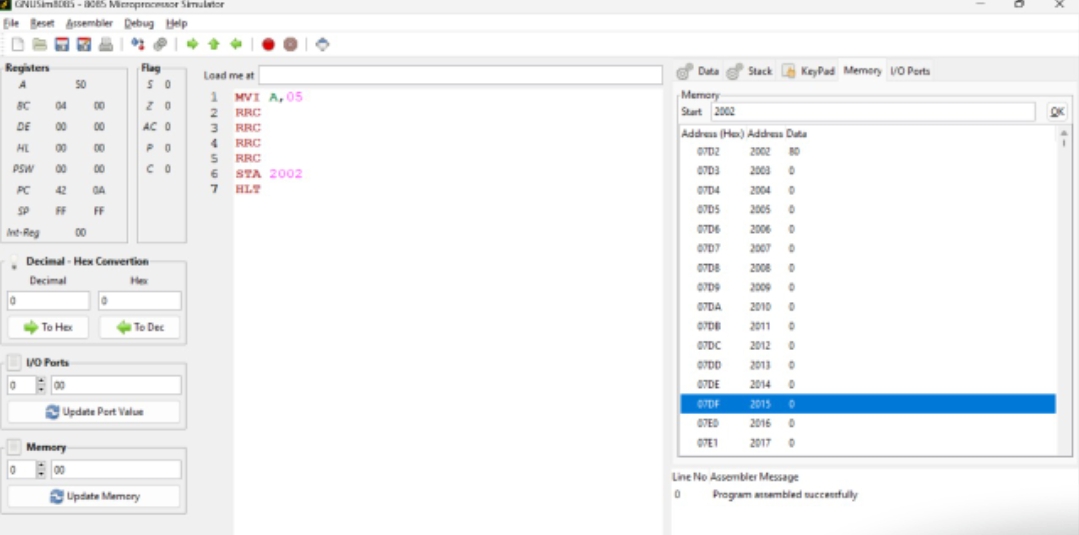 GNUSim8085 - 8085 Microprocessor Simulator
File Reset Assembler Debug Help
Registers
A 50
BC 04 00
DE 00 00
HL 00 00
PSW 00 00
PC 42 0A
SP FF FF
Int-Reg 00
Flag
S 0
Z 0
AC 0
P 0
C 0
Decimal - Hex Convertion
Decimal Hex
0 0
To Hex To Dec
I/O Ports
0 00
Update Port Value
Memory
0 00
Update Memory
Load me at
1 MVI A,05
2 RRC
3 RRC
4 RRC
5 RRC
6 STA 2002
7 HLT
Data Stack KeyPad Memory I/O Ports
Memory
Start 2002 OK
Address (Hex) Address Data
07D2 2002 80
07D3 2003 0
07D4 2004 0
07D5 2005 0
07D6 2006 0
07D7 2007 0
07D8 2008 0
07D9 2009 0
07DA 2010 0
07DB 2011 0
07DC 2012 0
07DD 2013 0
07DE 2014 0
07DF 2015 0
07E0 2016 0
07E1 2017 0
Line No Assembler Message
0 Program assembled successfully